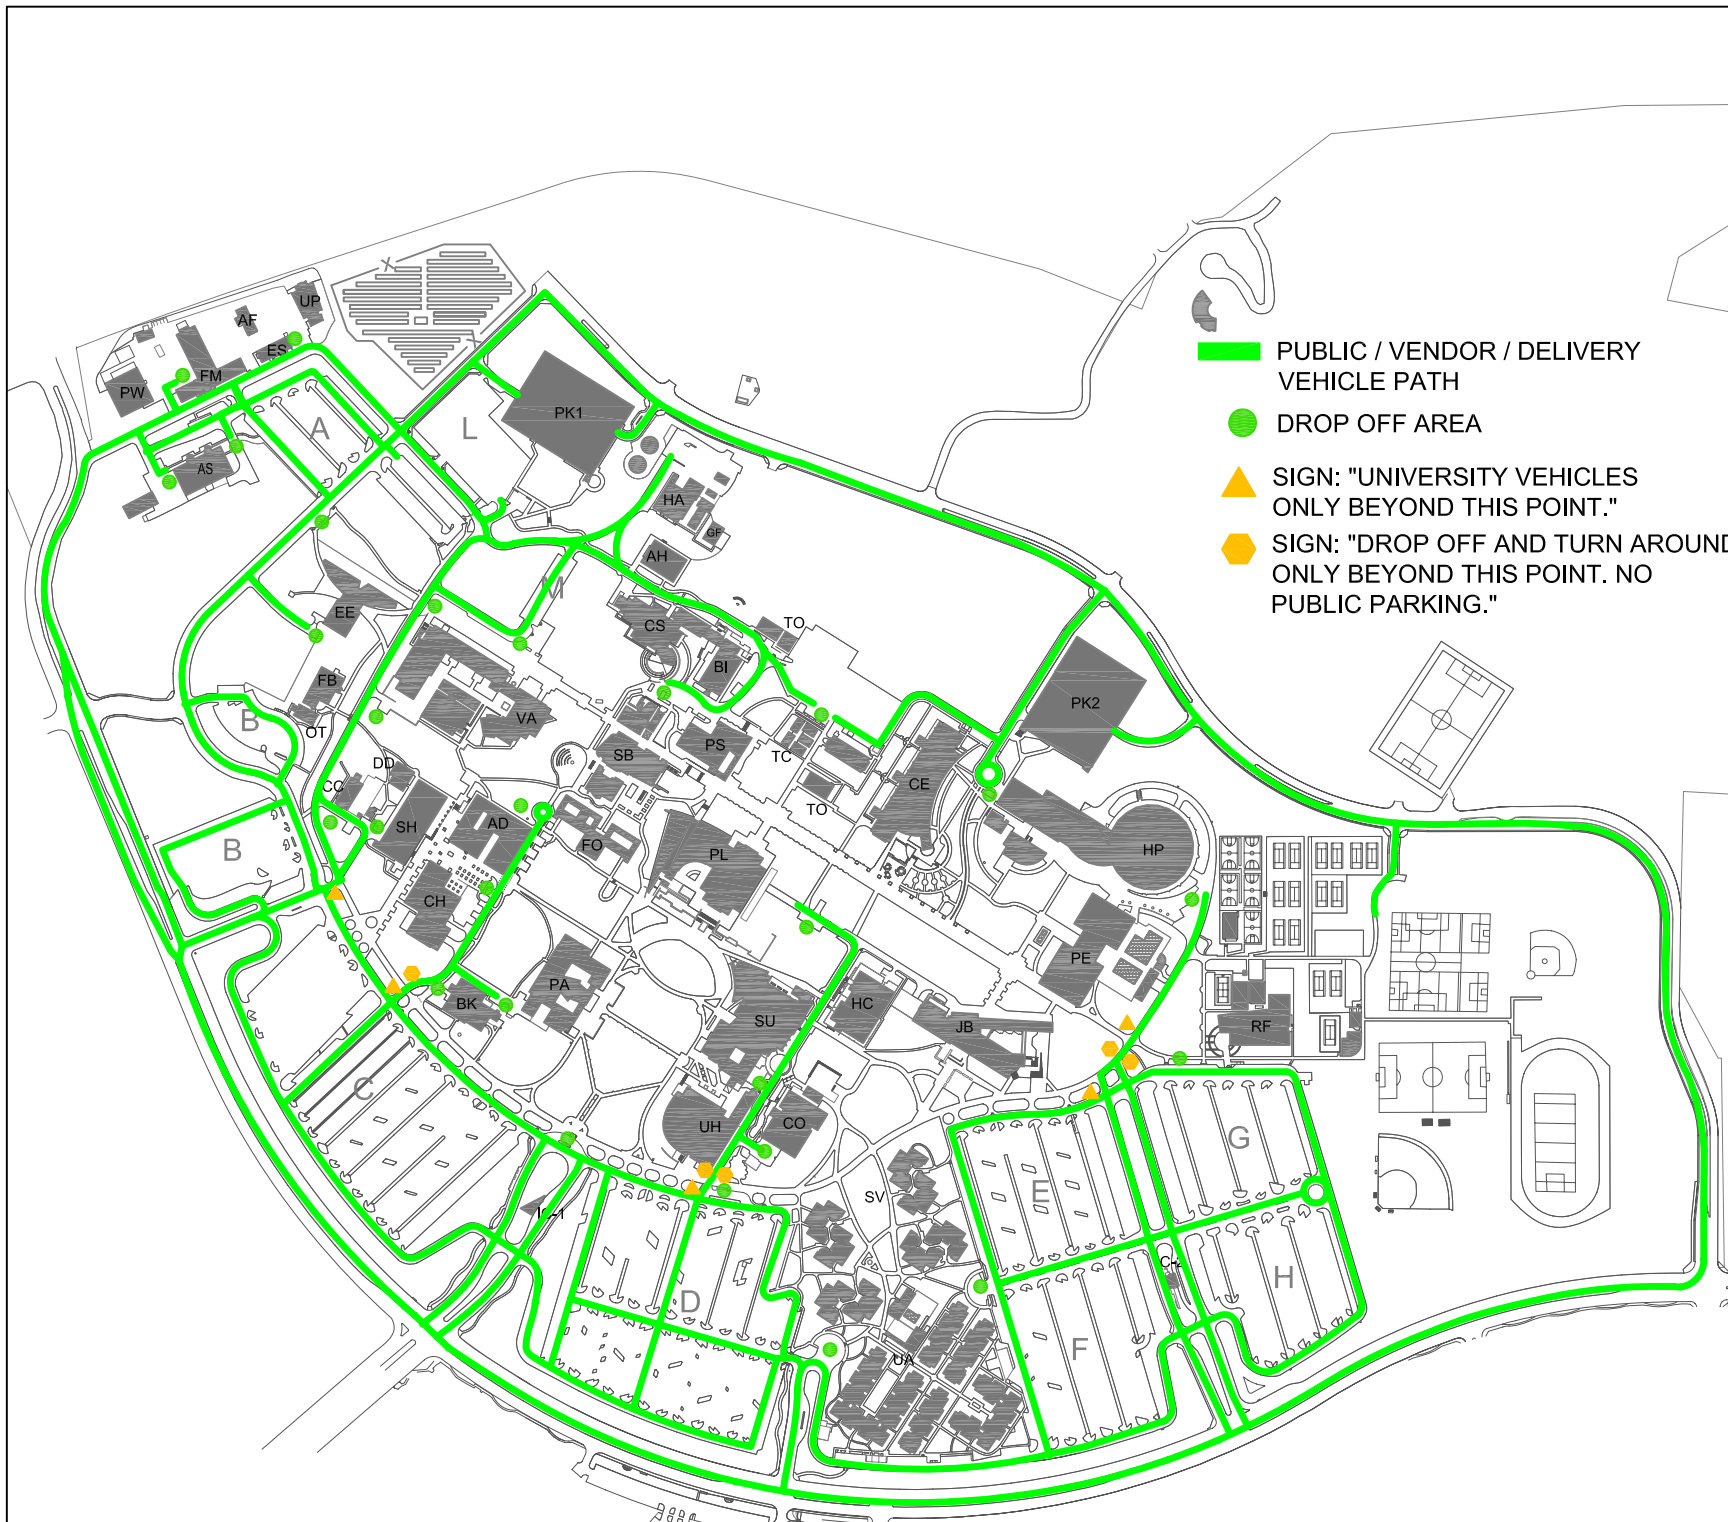 X
UP
AF
ES
PUBLIC / VENDOR / DELIVERY
VEHICLE PATH
FM
PW
PK1
A
L
DROP OFF AREA
AS
SIGN: "UNIVERSITY VEHICLES
ONLY BEYOND THIS POINT."
HA
GF
SIGN: "DROP OFF AND TURN AROUND
ONLY BEYOND THIS POINT. NO
PUBLIC PARKING."
AH
M
EE
CS
TO
BI
FB
PK2
B
VA
OT
PS
SB
TC
DD
CC
CE
TO
SH
AD
FO
B
PL
HP
CH
PE
PA
BK
HC
SU
JB
RF
C
UH
CO
G
E
SV
IC-1
C-2
H
D
F
UA